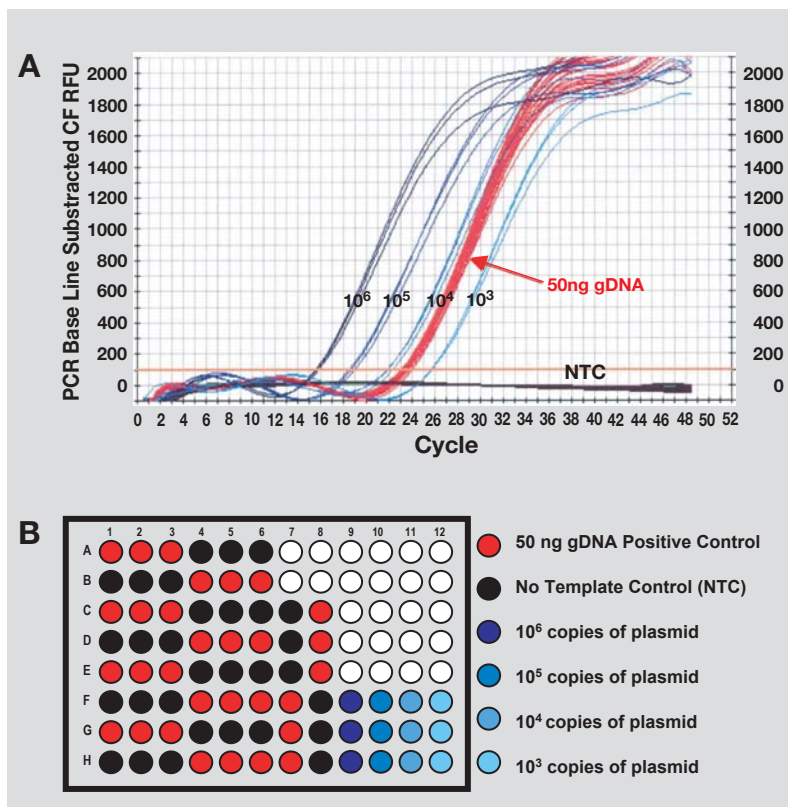 A
PCR Base Line Substracted CF RFU
2000
1800
1600
1400
1200
1000
800
600
400
200
0
2000
1800
1600
1400
1200
1000
800
600
400
200
0
10⁶ 10⁵ 10⁴ 10³
50ng gDNA
NTC
0 2 4 6 8 10 12 14 16 18 20 22 24 26 28 30 32 34 36 38 40 42 44 46 48 50 52
Cycle
B
1 2 3 4 5 6 7 8 9 10 11 12
A
B
C
D
E
F
G
H
50 ng gDNA Positive Control
No Template Control (NTC)
10⁶ copies of plasmid
10⁵ copies of plasmid
10⁴ copies of plasmid
10³ copies of plasmid